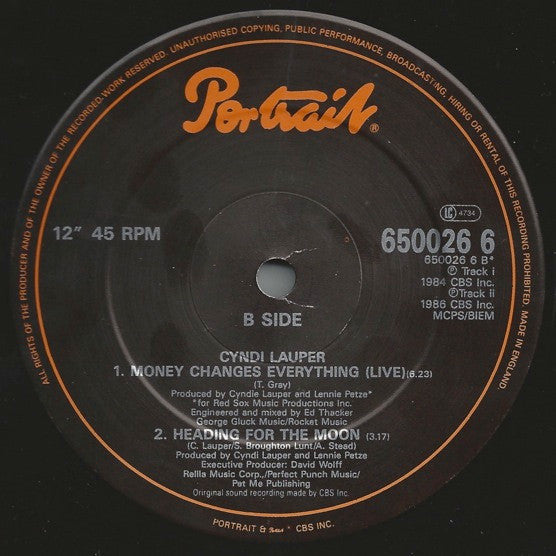 ALL RIGHTS OF THE PRODUCER AND OF THE OWNER OF THE RECORDED WORK RESERVED. UNAUTHORISED COPYING, PUBLIC PERFORMANCE, BROADCASTING, HIRING OR RENTAL OF THIS RECORDING PROHIBITED. MADE IN ENGLAND
Portrait ®
LC 4734
12" 45 RPM
650026 6
650026 6 B*
Ⓟ Track i
1984 CBS Inc.
ⓅTrack ii
1986 CBS Inc.
MCPS/BIEM
B SIDE
CYNDI LAUPER
1. MONEY CHANGES EVERYTHING (LIVE)(6.23)
(T. Gray)
Produced by Cyndie Lauper and Lennie Petze*
*for Red Sox Music Productions Inc.
Engineered and mixed by Ed Thacker
George Gluck Music/Rocket Music
2. HEADING FOR THE MOON (3.17)
(C. Lauper/S. Broughton Lunt/A. Stead)
Produced by Cyndi Lauper and Lennie Petze
Executive Producer: David Wolff
Rellla Music Corp.,/Perfect Punch Music/
Pet Me Publishing
Orirginal sound recording made by CBS Inc.
PORTRAIT & Portrait ® CBS INC.